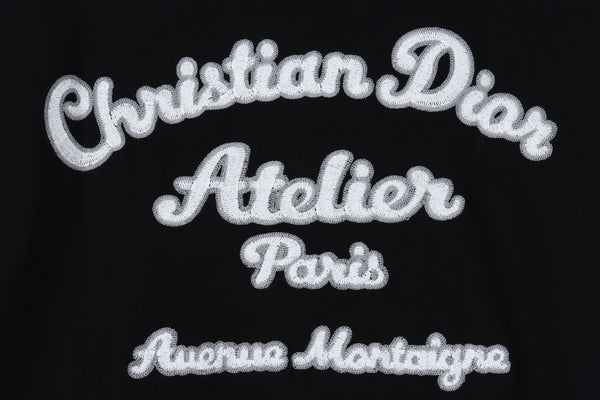 Christian Dior
Atelier
Paris
Avenue Montaigne